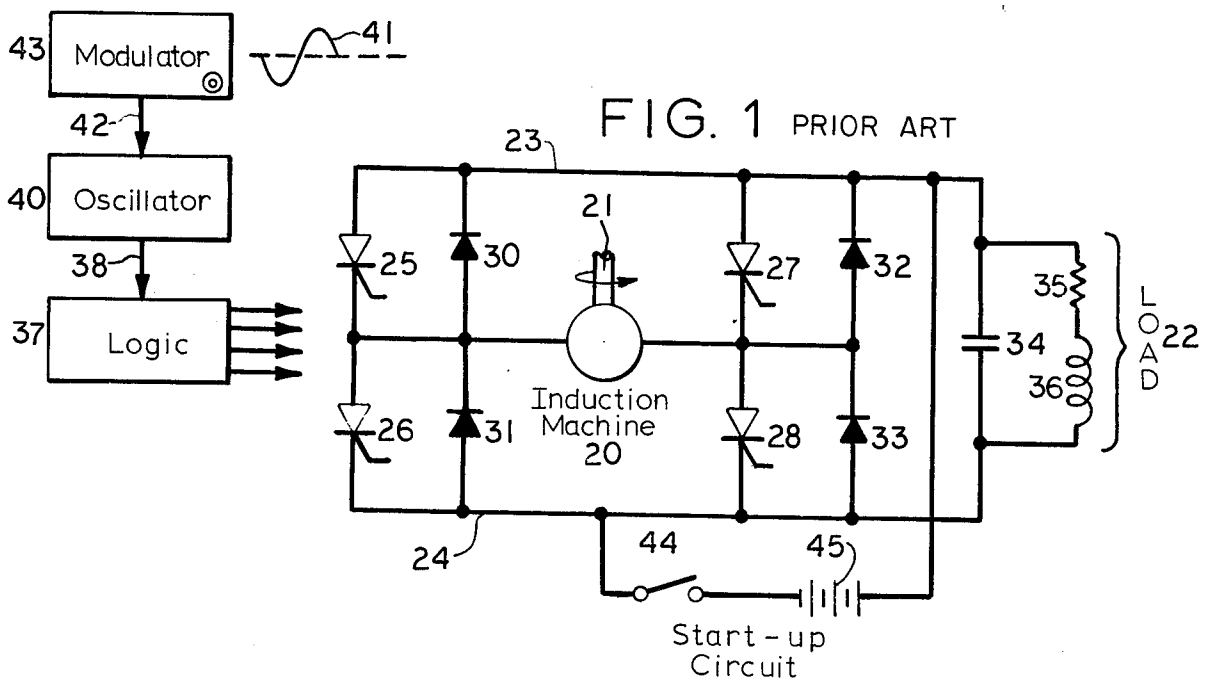 43
Modulator
41
42
FIG. 1 PRIOR ART
23
40
Oscillator
21
38
25
30
27
32
35
LOAD
22
37
Logic
34
36
Induction
Machine
20
26
31
28
33
24
44
45
Start-up
Circuit